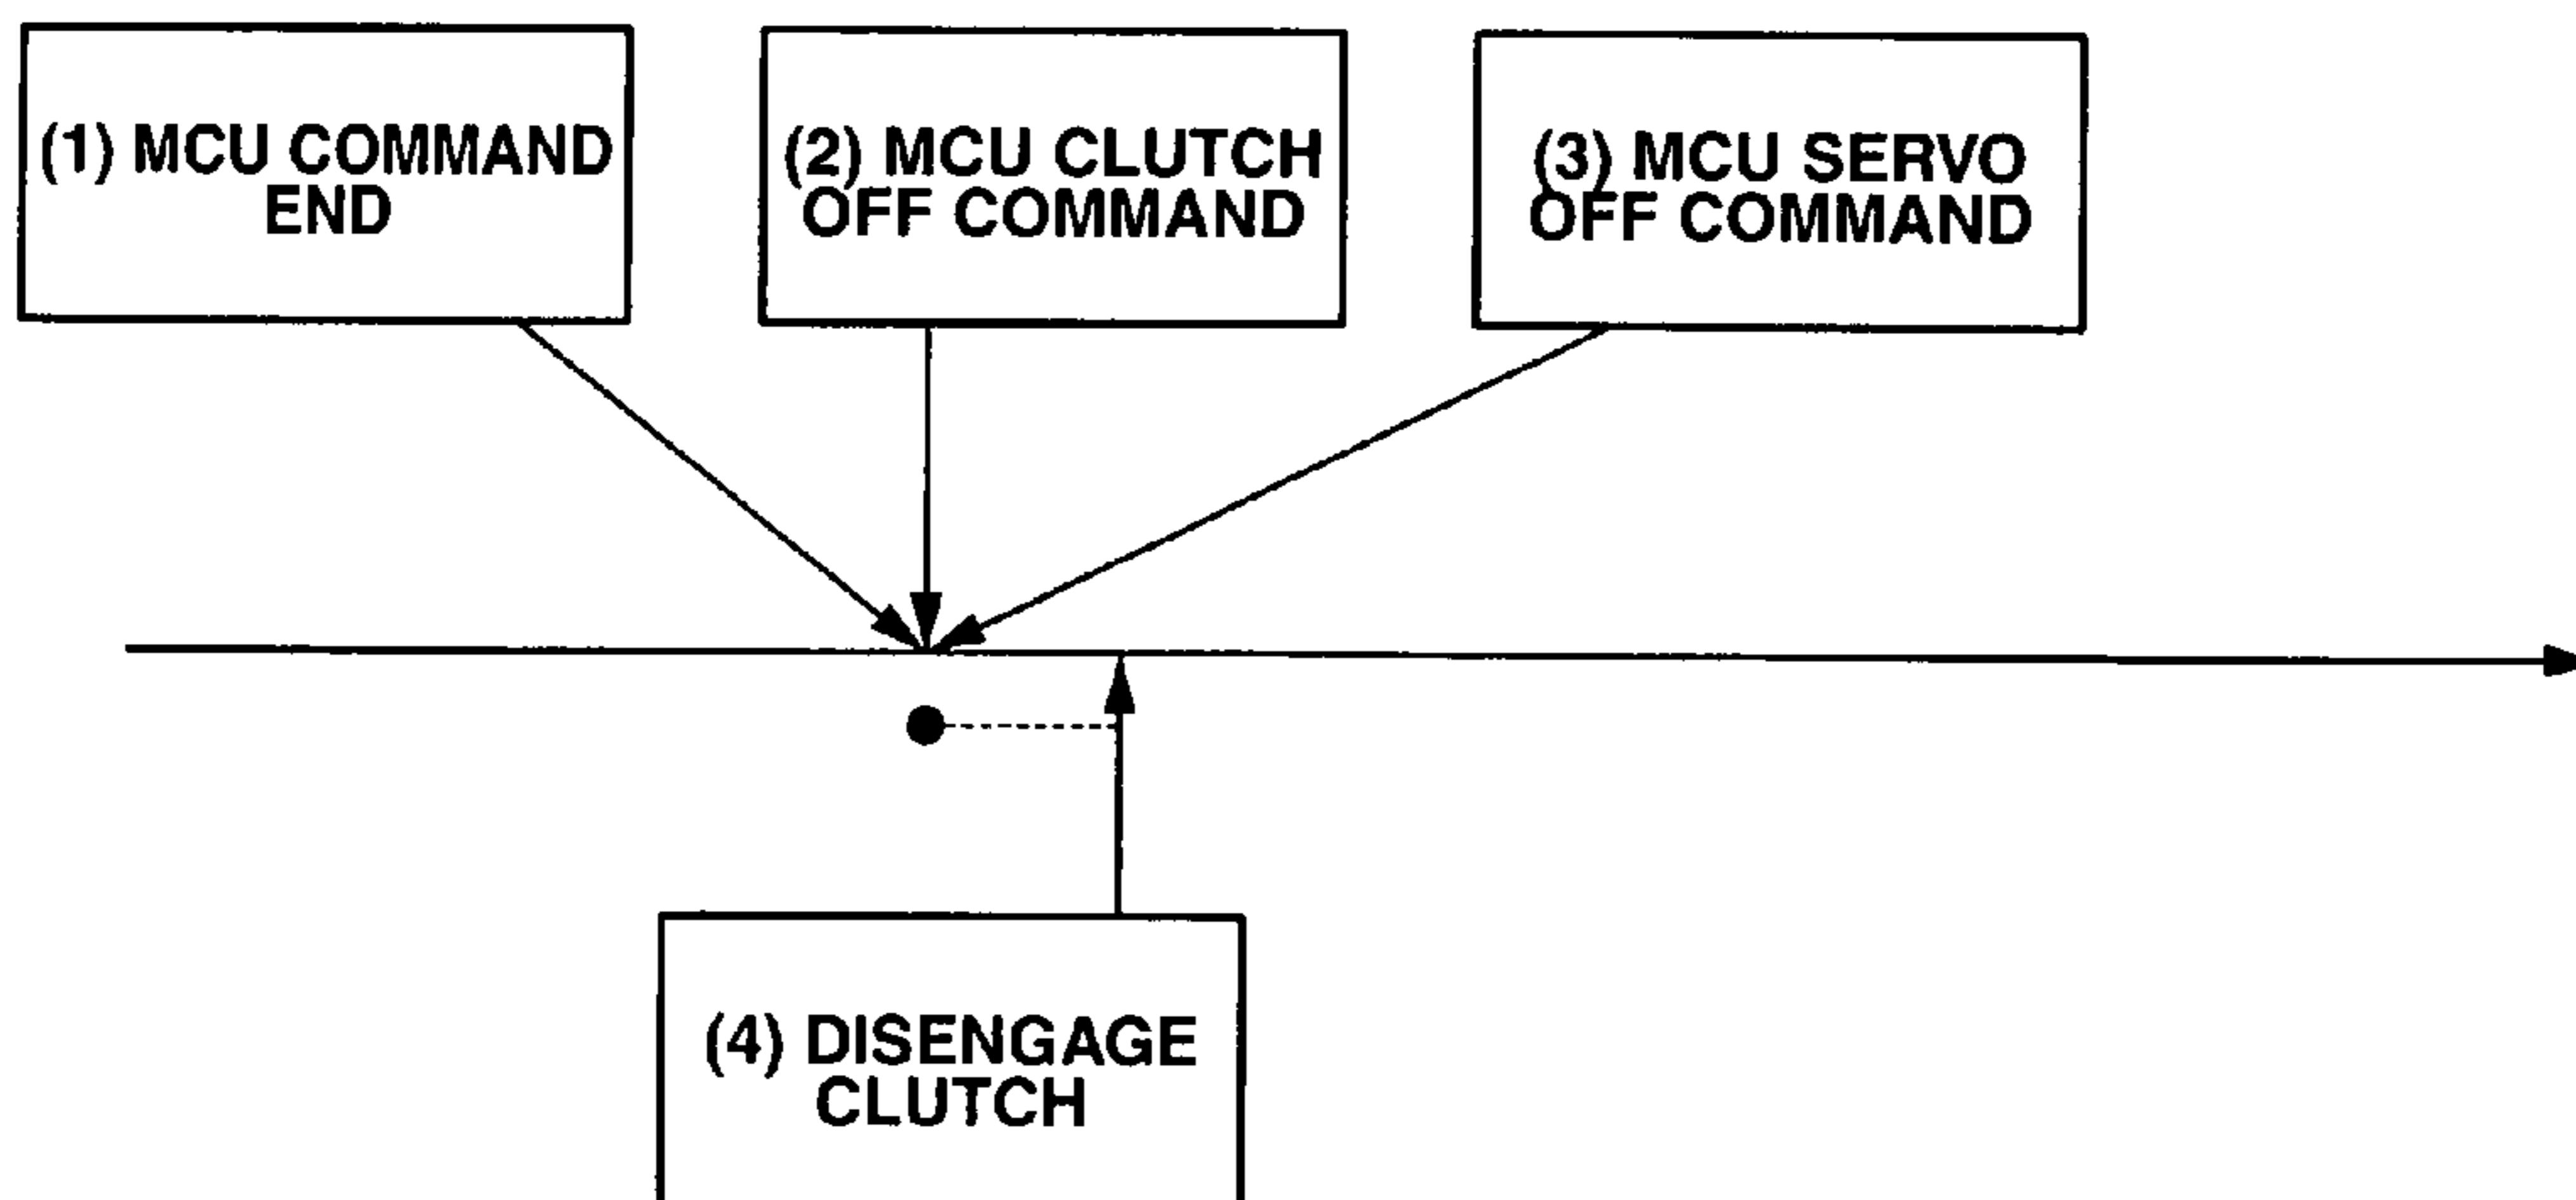 (1) MCU COMMAND
END
(2) MCU CLUTCH
OFF COMMAND
(3) MCU SERVO
OFF COMMAND
(4) DISENGAGE
CLUTCH